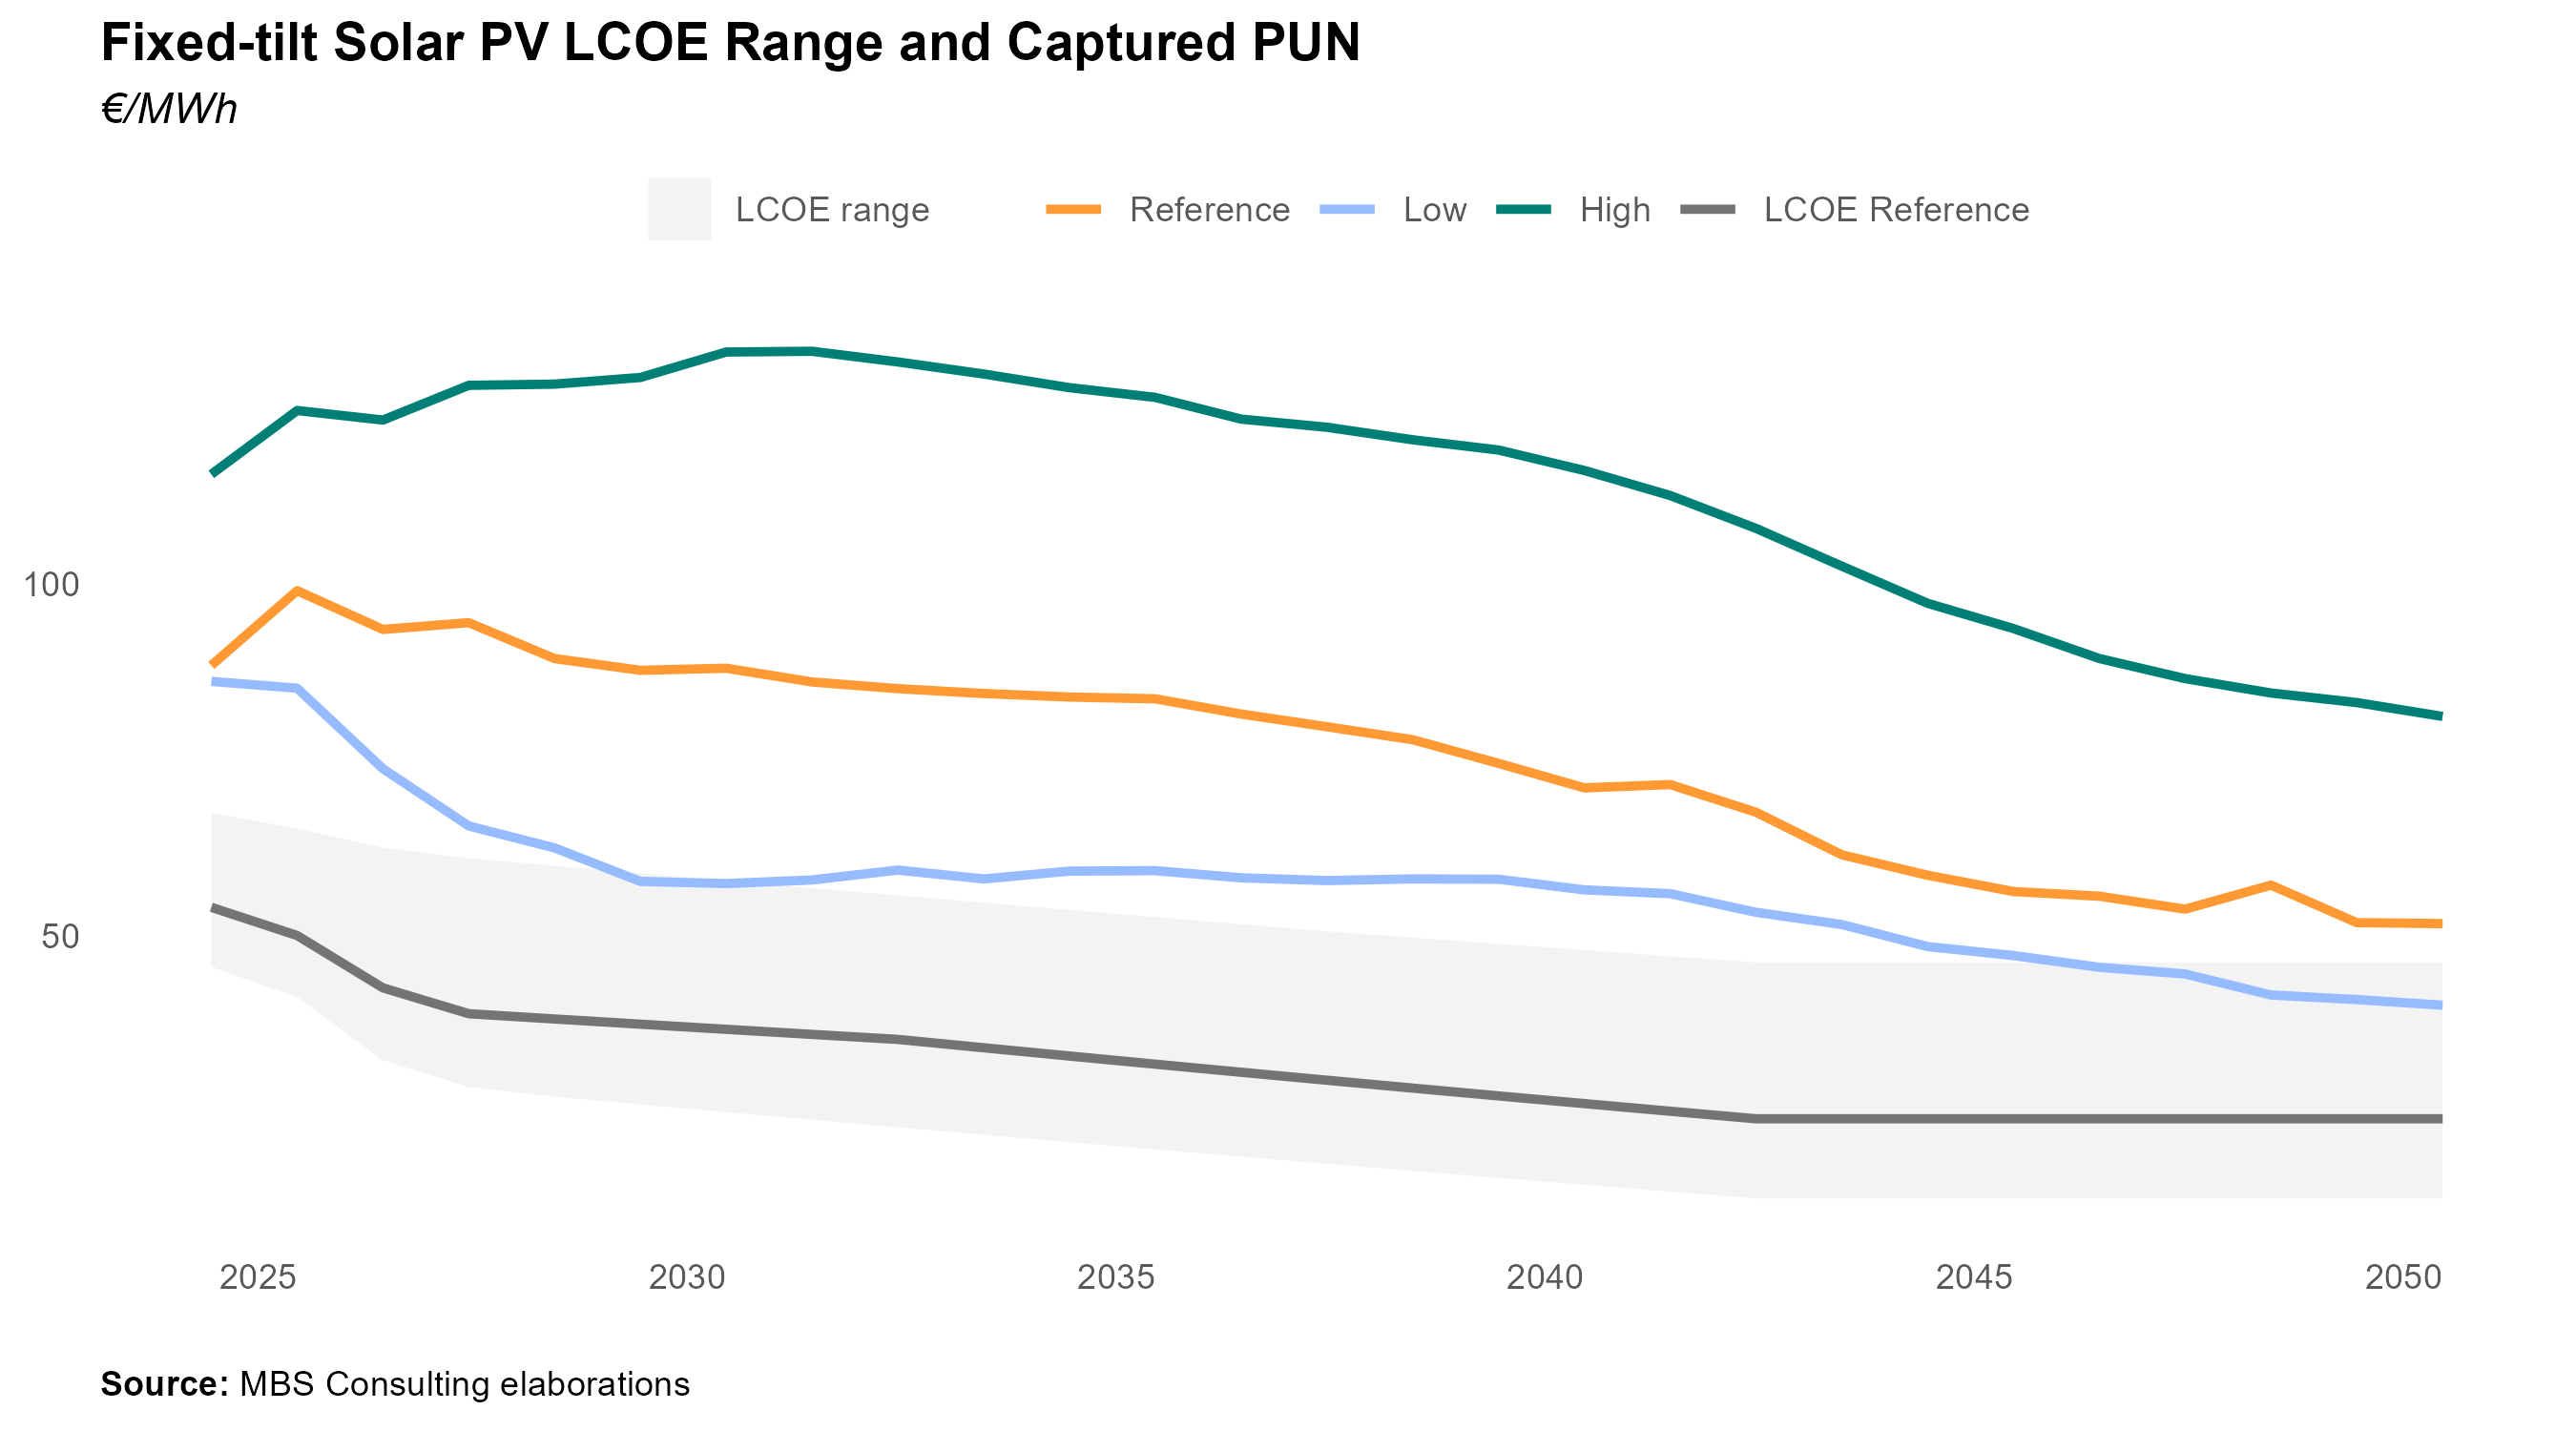 Fixed-tilt Solar PV LCOE Range and Captured PUN
€/MWh
LCOE range Reference Low High LCOE Reference
100
50
2025 2030 2035 2040 2045 2050
Source: MBS Consulting elaborations